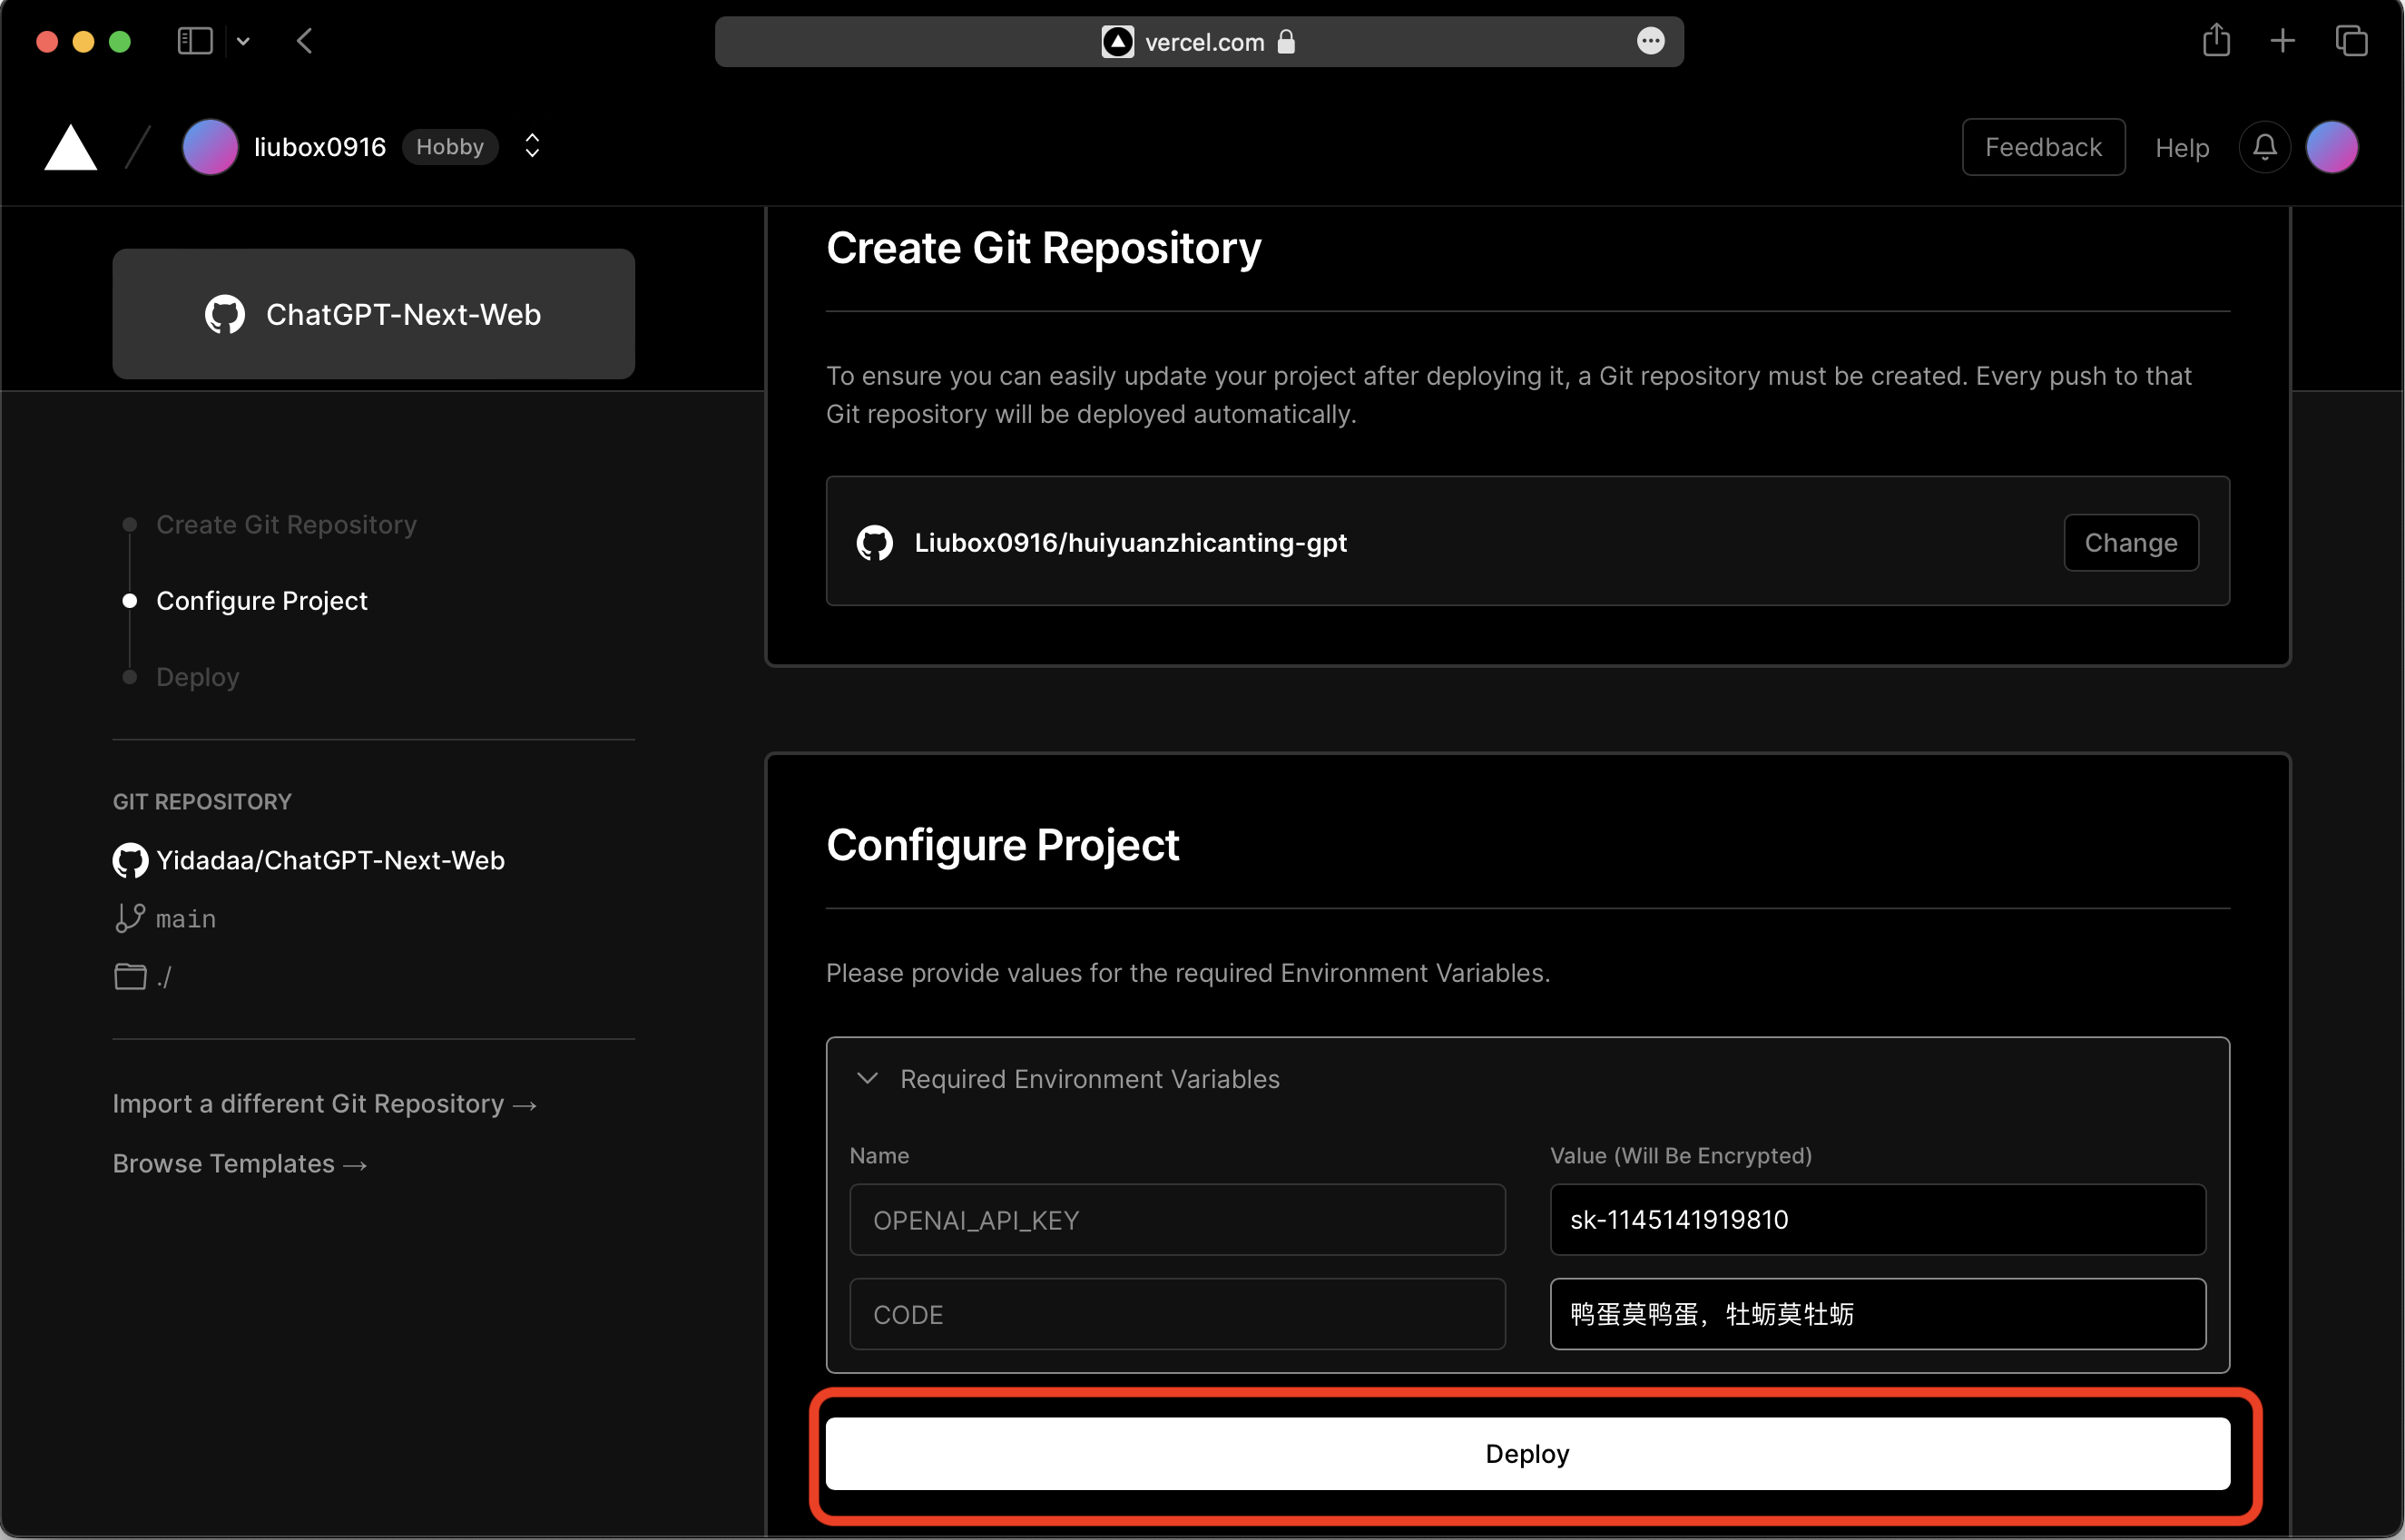 vercel.com
liubox0916 Hobby
Feedback Help
ChatGPT-Next-Web
Create Git Repository
Configure Project
Deploy
GIT REPOSITORY
Yidadaa/ChatGPT-Next-Web
main
./
Import a different Git Repository →
Browse Templates →
Create Git Repository
To ensure you can easily update your project after deploying it, a Git repository must be created. Every push to that
Git repository will be deployed automatically.
Liubox0916/huiyuanzhicanting-gpt
Change
Configure Project
Please provide values for the required Environment Variables.
Required Environment Variables
Name Value (Will Be Encrypted)
OPENAI_API_KEY sk-1145141919810
CODE 鸭蛋莫鸭蛋，牡蛎莫牡蛎
Deploy